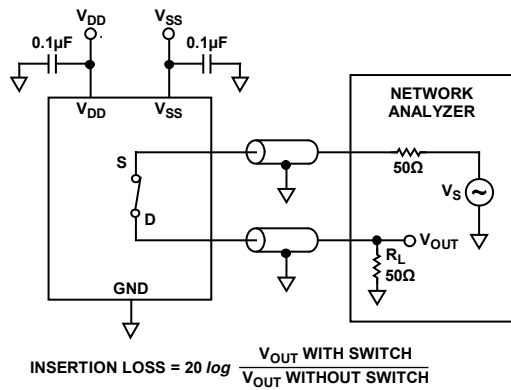 VDD
VSS
0.1µF
0.1µF
VDD
VSS
NETWORK
ANALYZER
S
D
50Ω
VS
VOUT
RL
50Ω
GND
INSERTION LOSS = 20 log VOUT WITH SWITCH
VOUT WITHOUT SWITCH